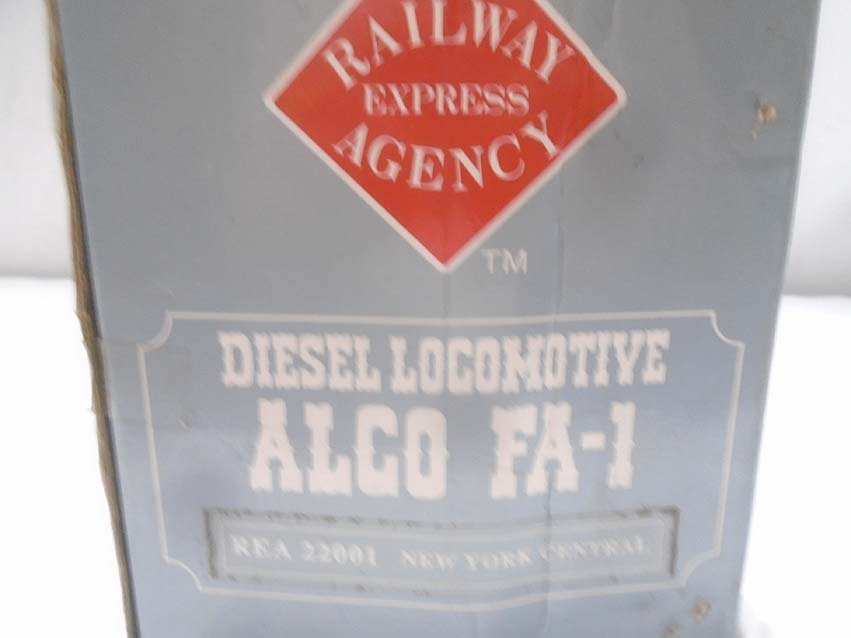 RAILWAY
EXPRESS
AGENCY
TM
DIESEL LOCOMOTIVE
ALCO FA-1
REA 22001 NEW YORK CENTRAL